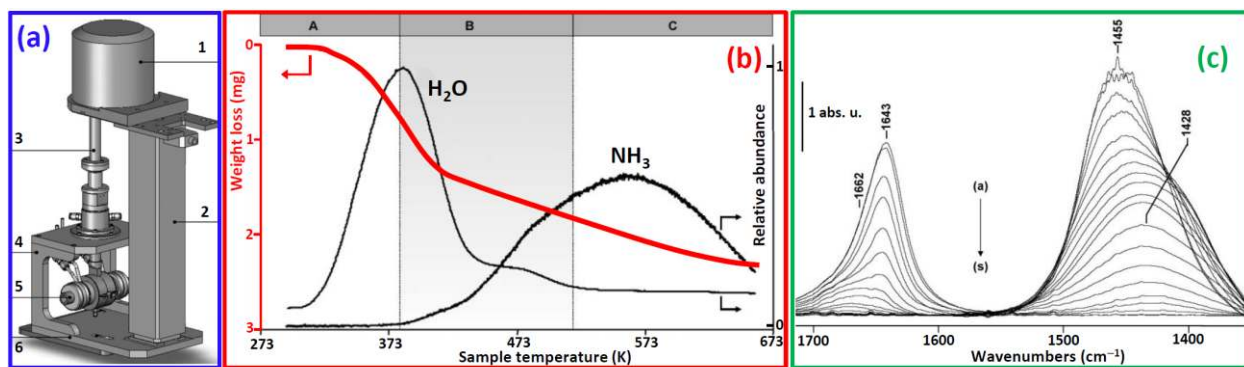 (a)
1
2
3
4
5
6
A B C
(b)
Weight loss (mg)
0
1
2
3
H₂O
NH₃
Relative abundance
1
0
273 373 473 573 673
Sample temperature (K)
(c)
1 abs. u.
1643
1662
1455
1428
(a)
(s)
1700 1600 1500 1400
Wavenumbers (cm⁻¹)